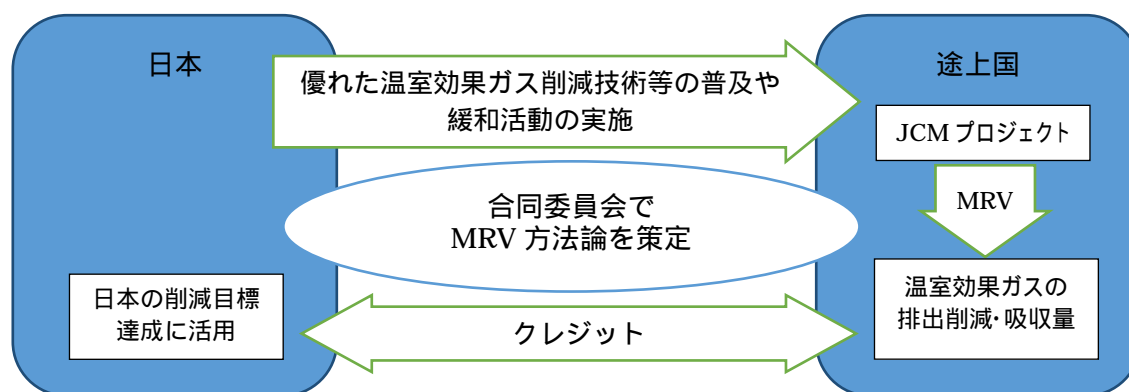 日本
優れた温室効果ガス削減技術等の普及や
緩和活動の実施
途上国
JCM プロジェクト
MRV
合同委員会で
MRV 方法論を策定
日本の削減目標
達成に活用
クレジット
温室効果ガスの
排出削減・吸収量